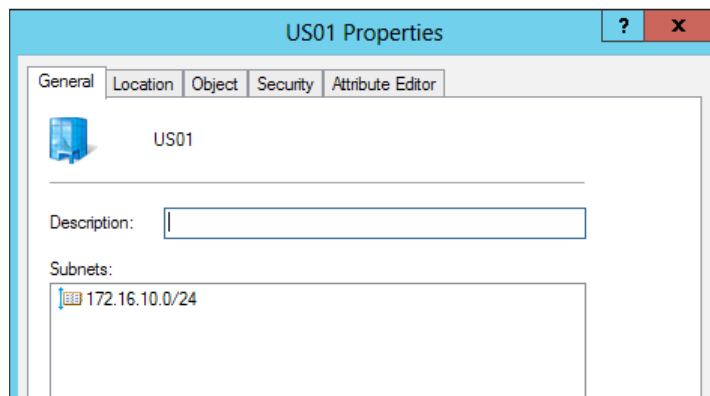 US01 Properties
? x
General Location Object Security Attribute Editor
US01
Description:
Subnets:
172.16.10.0/24